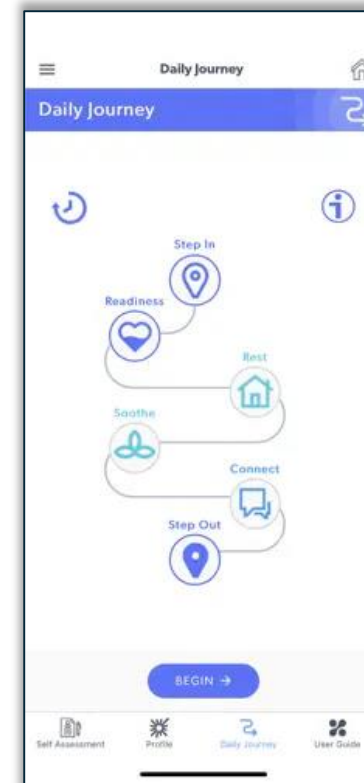 Daily Journey
Daily Journey
Step In
Readiness
Rest
Soothe
Connect
Step Out
BEGIN →
Self Assessment
Profile
Daily Journey
User Guide